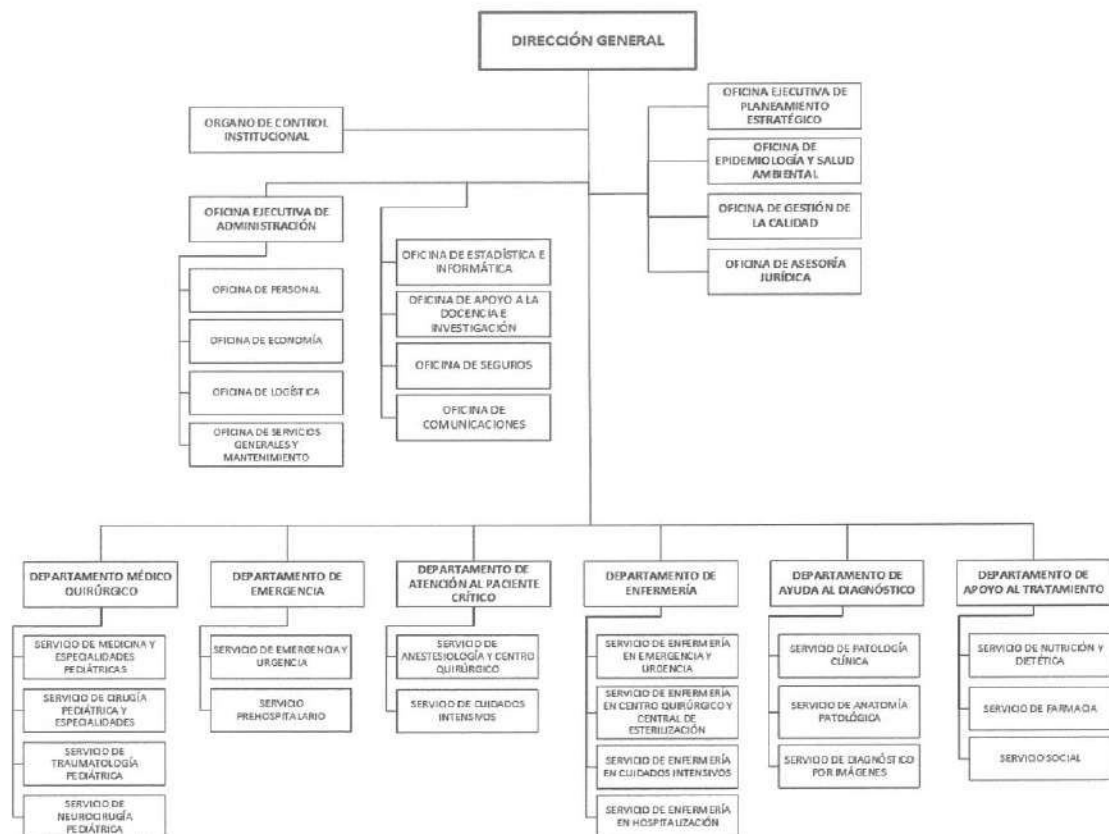 DIRECCIÓN GENERAL
ORGANO DE CONTROL
INSTITUCIONAL
OFICINA EJECUTIVA DE
PLANEAMIENTO
ESTRATÉGICO
OFICINA DE
EPIDEMIOLOGÍA Y SALUD
AMBIENTAL
OFICINA DE GESTIÓN DE
LA CALIDAD
OFICINA DE ASESORÍA
JURÍDICA
OFICINA EJECUTIVA DE
ADMINISTRACIÓN
OFICINA DE PERSONAL
OFICINA DE ECONOMÍA
OFICINA DE LOGÍSTICA
OFICINA DE SERVICIOS
GENERALES Y
MANTENIMIENTO
OFICINA DE ESTADÍSTICA E
INFORMÁTICA
OFICINA DE APOYO A LA
DOCENCIA E
INVESTIGACIÓN
OFICINA DE SEGUROS
OFICINA DE
COMUNICACIONES
DEPARTAMENTO MÉDICO
QUIRÚRGICO
SERVICIO DE MEDICINA Y
ESPECIALIDADES
PEDIÁTRICAS
SERVICIO DE CIRUGÍA
PEDIÁTRICA Y
ESPECIALIDADES
SERVICIO DE
TRAUMATOLOGÍA
PEDIÁTRICA
SERVICIO DE
NEUROCIRUGÍA
PEDIÁTRICA
DEPARTAMENTO DE
EMERGENCIA
SERVICIO DE EMERGENCIA Y
URGENCIA
SERVICIO
PREHOSPITALARIO
DEPARTAMENTO DE
ATENCIÓN AL PACIENTE
CRÍTICO
SERVICIO DE
ANESTESIOLOGÍA Y CENTRO
QUIRÚRGICO
SERVICIO DE CUIDADOS
INTENSIVOS
DEPARTAMENTO DE
ENFERMERÍA
SERVICIO DE ENFERMERÍA
EN EMERGENCIA Y
URGENCIA
SERVICIO DE ENFERMERÍA
EN CENTRO QUIRÚRGICO Y
CENTRAL DE
ESTERILIZACIÓN
SERVICIO DE ENFERMERÍA
EN CUIDADOS INTENSIVOS
SERVICIO DE ENFERMERÍA
EN HOSPITALIZACIÓN
DEPARTAMENTO DE
AYUDA AL DIAGNÓSTICO
SERVICIO DE PATOLOGÍA
CLÍNICA
SERVICIO DE ANATOMÍA
PATOLÓGICA
SERVICIO DE DIAGNÓSTICO
POR IMÁGENES
DEPARTAMENTO DE
APOYO AL TRATAMIENTO
SERVICIO DE NUTRICIÓN Y
DIETÉTICA
SERVICIO DE FARMACIA
SERVICIO SOCIAL